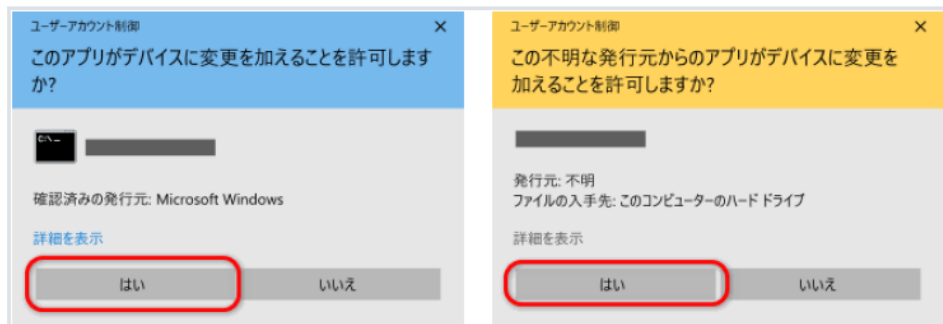 ユーザーアカウント制御
このアプリがデバイスに変更を加えることを許可します
か?
C:\_
確認済みの発行元: Microsoft Windows
詳細を表示
はい
いいえ
ユーザーアカウント制御
この不明な発行元からのアプリがデバイスに変更を
加えることを許可しますか?
発行元: 不明
ファイルの入手先: このコンピューターのハード ドライブ
詳細を表示
はい
いいえ